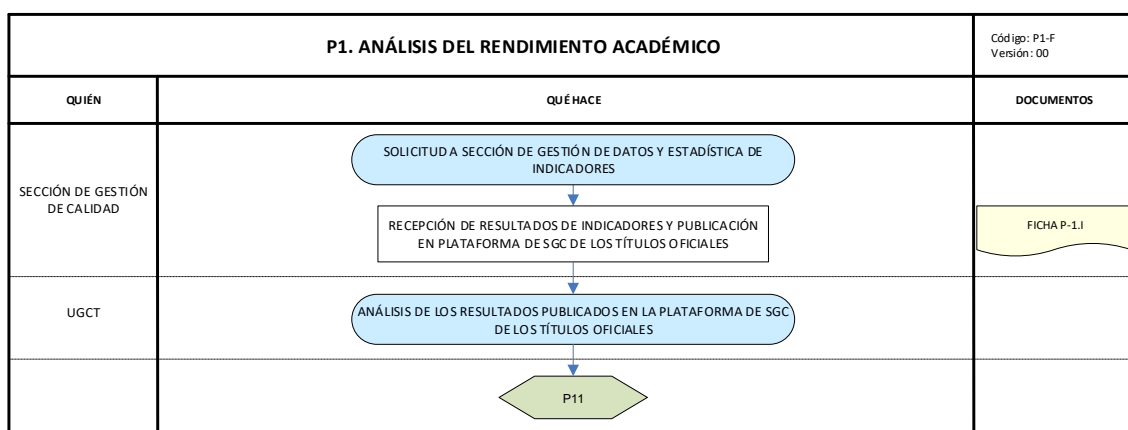 P1. ANÁLISIS DEL RENDIMIENTO ACADÉMICO
Código: P1-F
Versión: 00
QUIÉN
QUÉ HACE
DOCUMENTOS
SECCIÓN DE GESTIÓN
DE CALIDAD
SOLICITUD A SECCIÓN DE GESTIÓN DE DATOS Y ESTADÍSTICA DE
INDICADORES
RECEPCIÓN DE RESULTADOS DE INDICADORES Y PUBLICACIÓN
EN PLATAFORMA DE SGC DE LOS TÍTULOS OFICIALES
FICHA P-1.I
UGCT
ANÁLISIS DE LOS RESULTADOS PUBLICADOS EN LA PLATAFORMA DE SGC
DE LOS TÍTULOS OFICIALES
P11